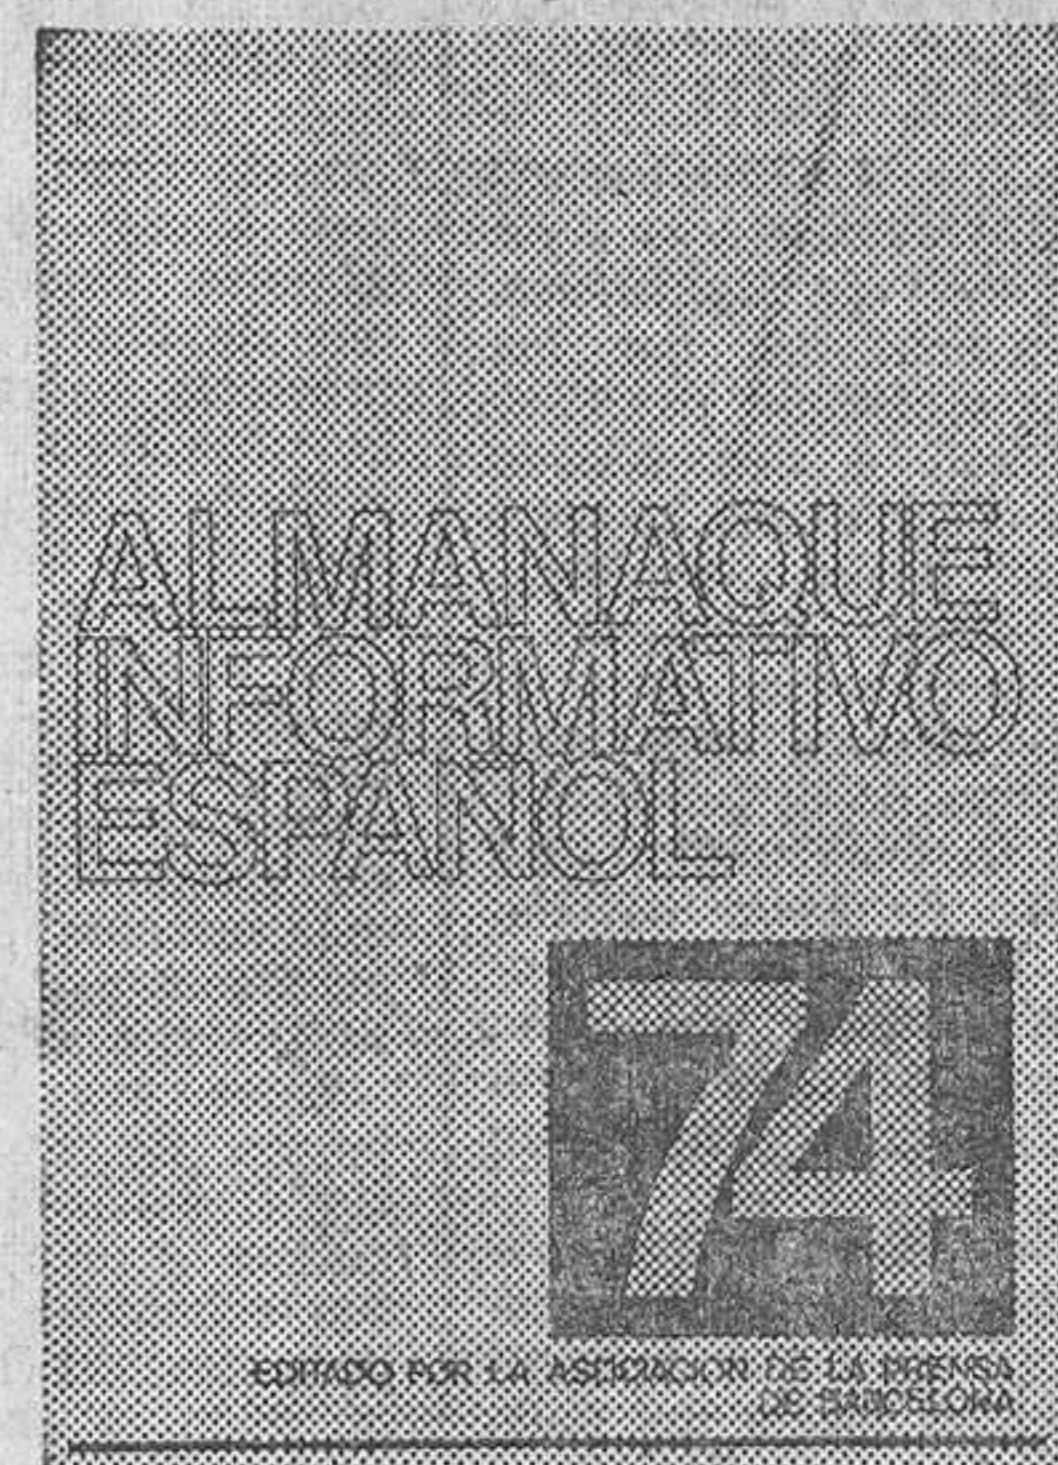 ALMANAQUE
INFORMATIVO
ESPAÑOL
74
EDITADO POR LA ASOCIACION DE LA PRENSA
DE BARCELONA